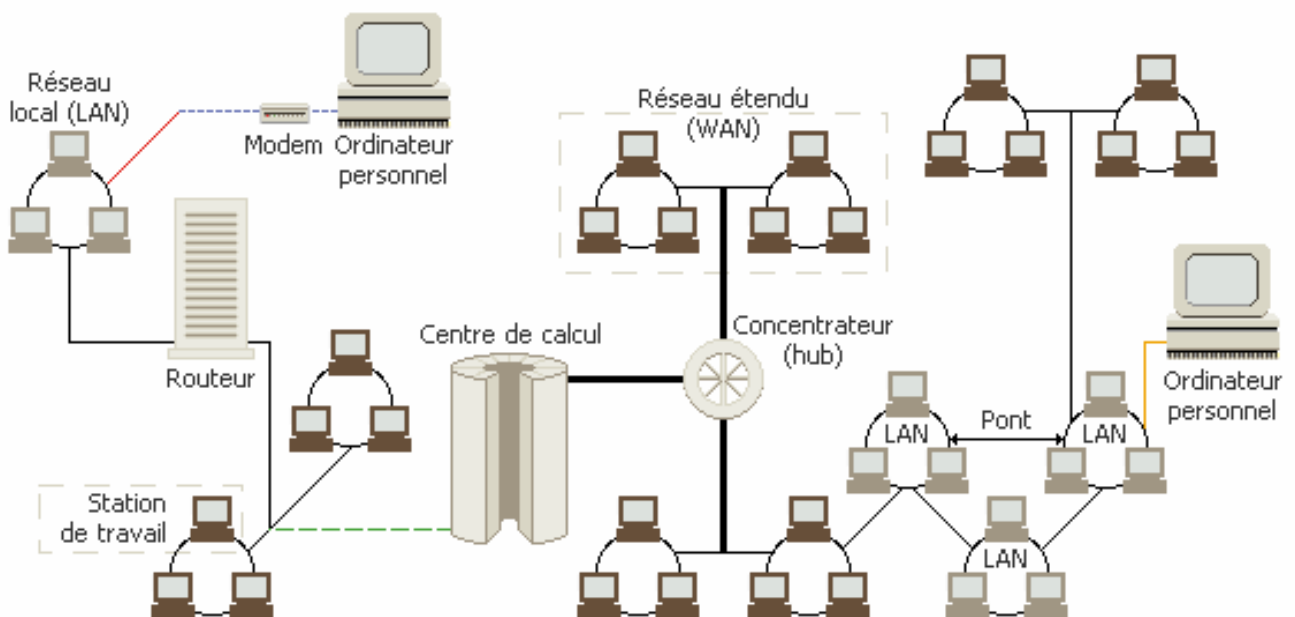 Réseau
local (LAN)
Modem
Ordinateur
personnel
Réseau étendu
(WAN)
Routeur
Centre de calcul
Concentrateur
(hub)
Ordinateur
personnel
LAN
Pont
LAN
Station
de travail
LAN